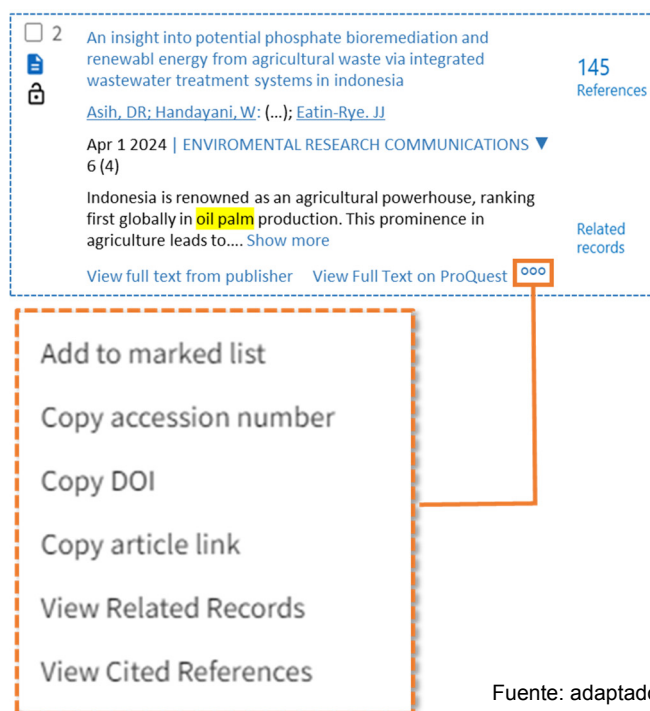 2
An insight into potential phosphate bioremediation and
renewabl energy from agricultural waste via integrated
wastewater treatment systems in indonesia
145
References
Asih, DR; Handayani, W: (...); Eatin-Rye. JJ
Apr 1 2024 | ENVIROMENTAL RESEARCH COMMUNICATIONS ▼
6 (4)
Indonesia is renowned as an agricultural powerhouse, ranking
first globally in oil palm production. This prominence in
agriculture leads to.... Show more
Related
records
View full text from publisher View Full Text on ProQuest
Add to marked list
Copy accession number
Copy DOI
Copy article link
View Related Records
View Cited References
Fuente: adaptado